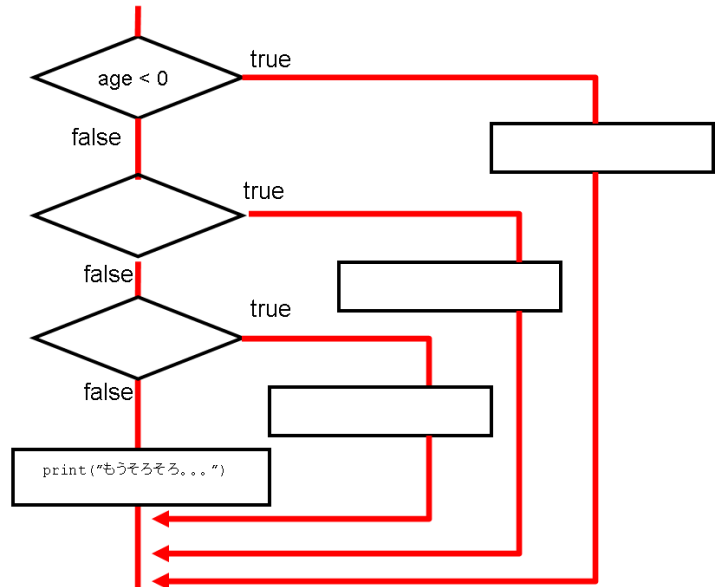 true
age < 0
false
true
false
true
false
print("もうそろそろ。。。")